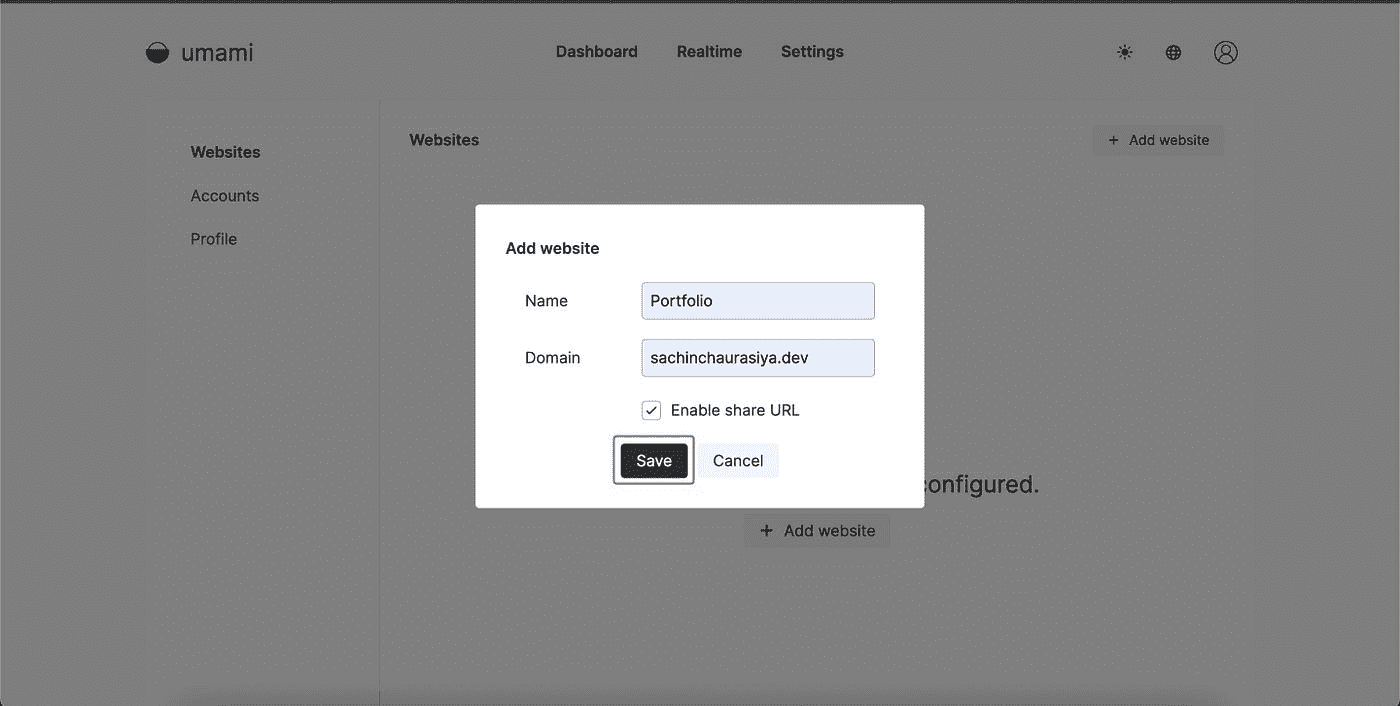 umami
Dashboard Realtime Settings
Websites
Accounts
Profile
Websites
+ Add website
Add website
Name Portfolio
Domain sachinchaurasiya.dev
Enable share URL
Save Cancel
+ Add website